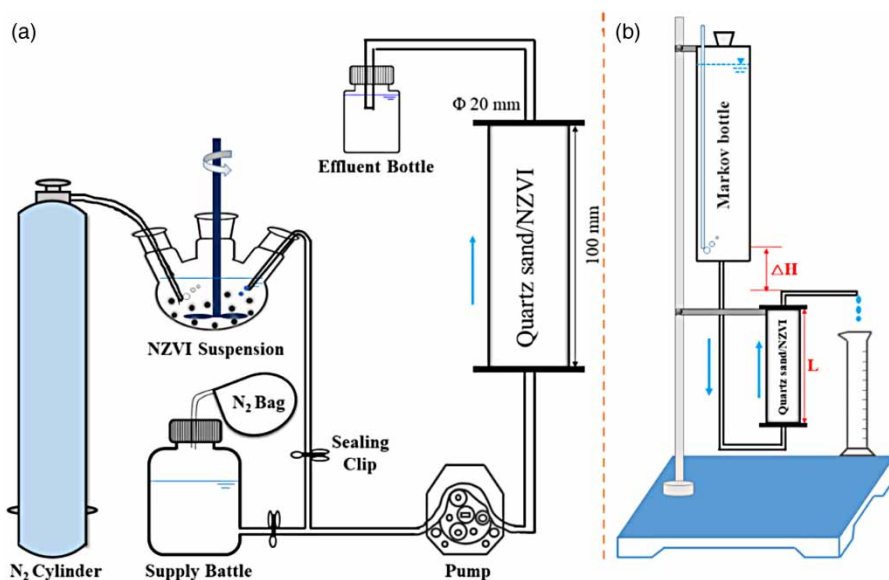 (a)
Φ 20 mm
Effluent Bottle
Quartz sand/NZVI
100 mm
NZVI Suspension
N₂ Bag
Sealing
Clip
N₂ Cylinder
Supply Battle
Pump
(b)
Markov bottle
△H
Quartz sand/NZVI
L